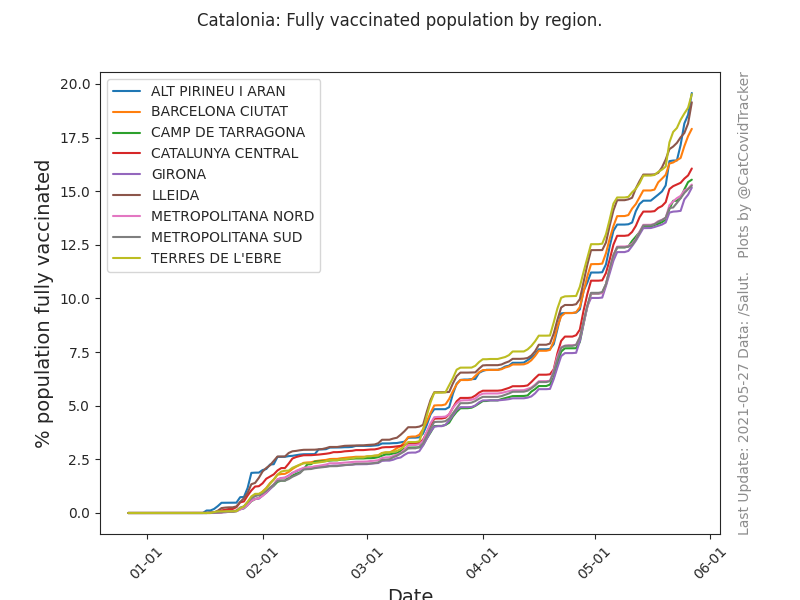 Catalonia: Fully vaccinated population by region.
20.0
17.5
15.0
12.5
10.0
7.5
5.0
2.5
0.0
% population fully vaccinated
ALT PIRINEU I ARAN
BARCELONA CIUTAT
CAMP DE TARRAGONA
CATALUNYA CENTRAL
GIRONA
LLEIDA
METROPOLITANA NORD
METROPOLITANA SUD
TERRES DE L'EBRE
01-01
02-01
03-01
04-01
05-01
06-01
Date
Last Update: 2021-05-27 Data: /Salut. Plots by @CatCovidTracker